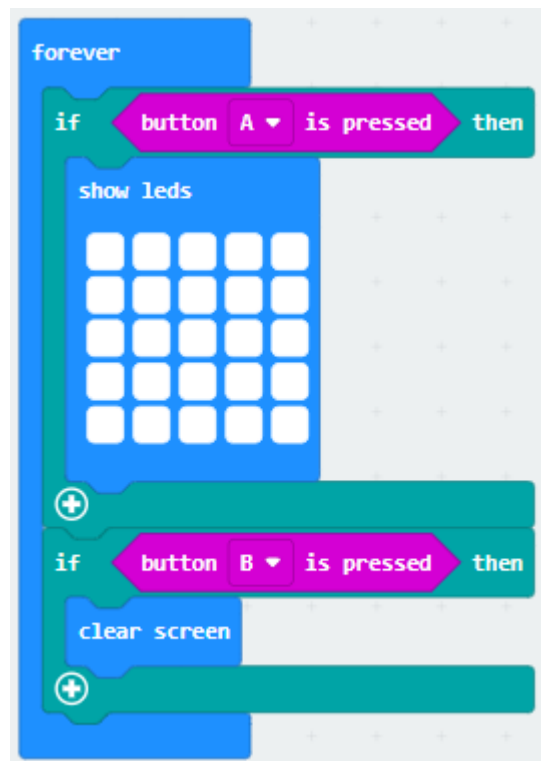 forever
if button A is pressed then
show leds
if button B is pressed then
clear screen